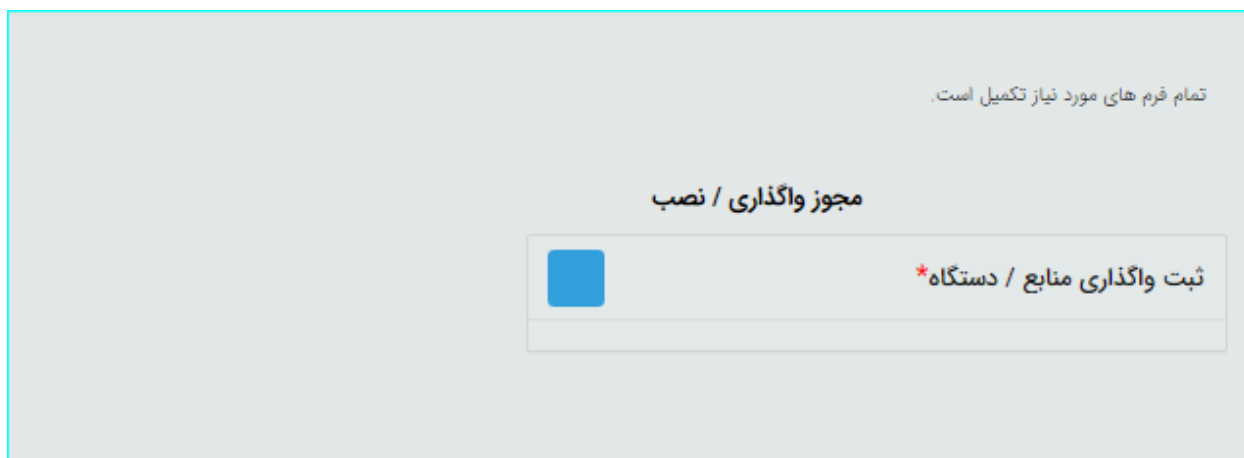 تمام فرم های مورد نیاز تکمیل است.
مجوز واگذاری / نصب
ثبت واگذاری منابع / دستگاه*